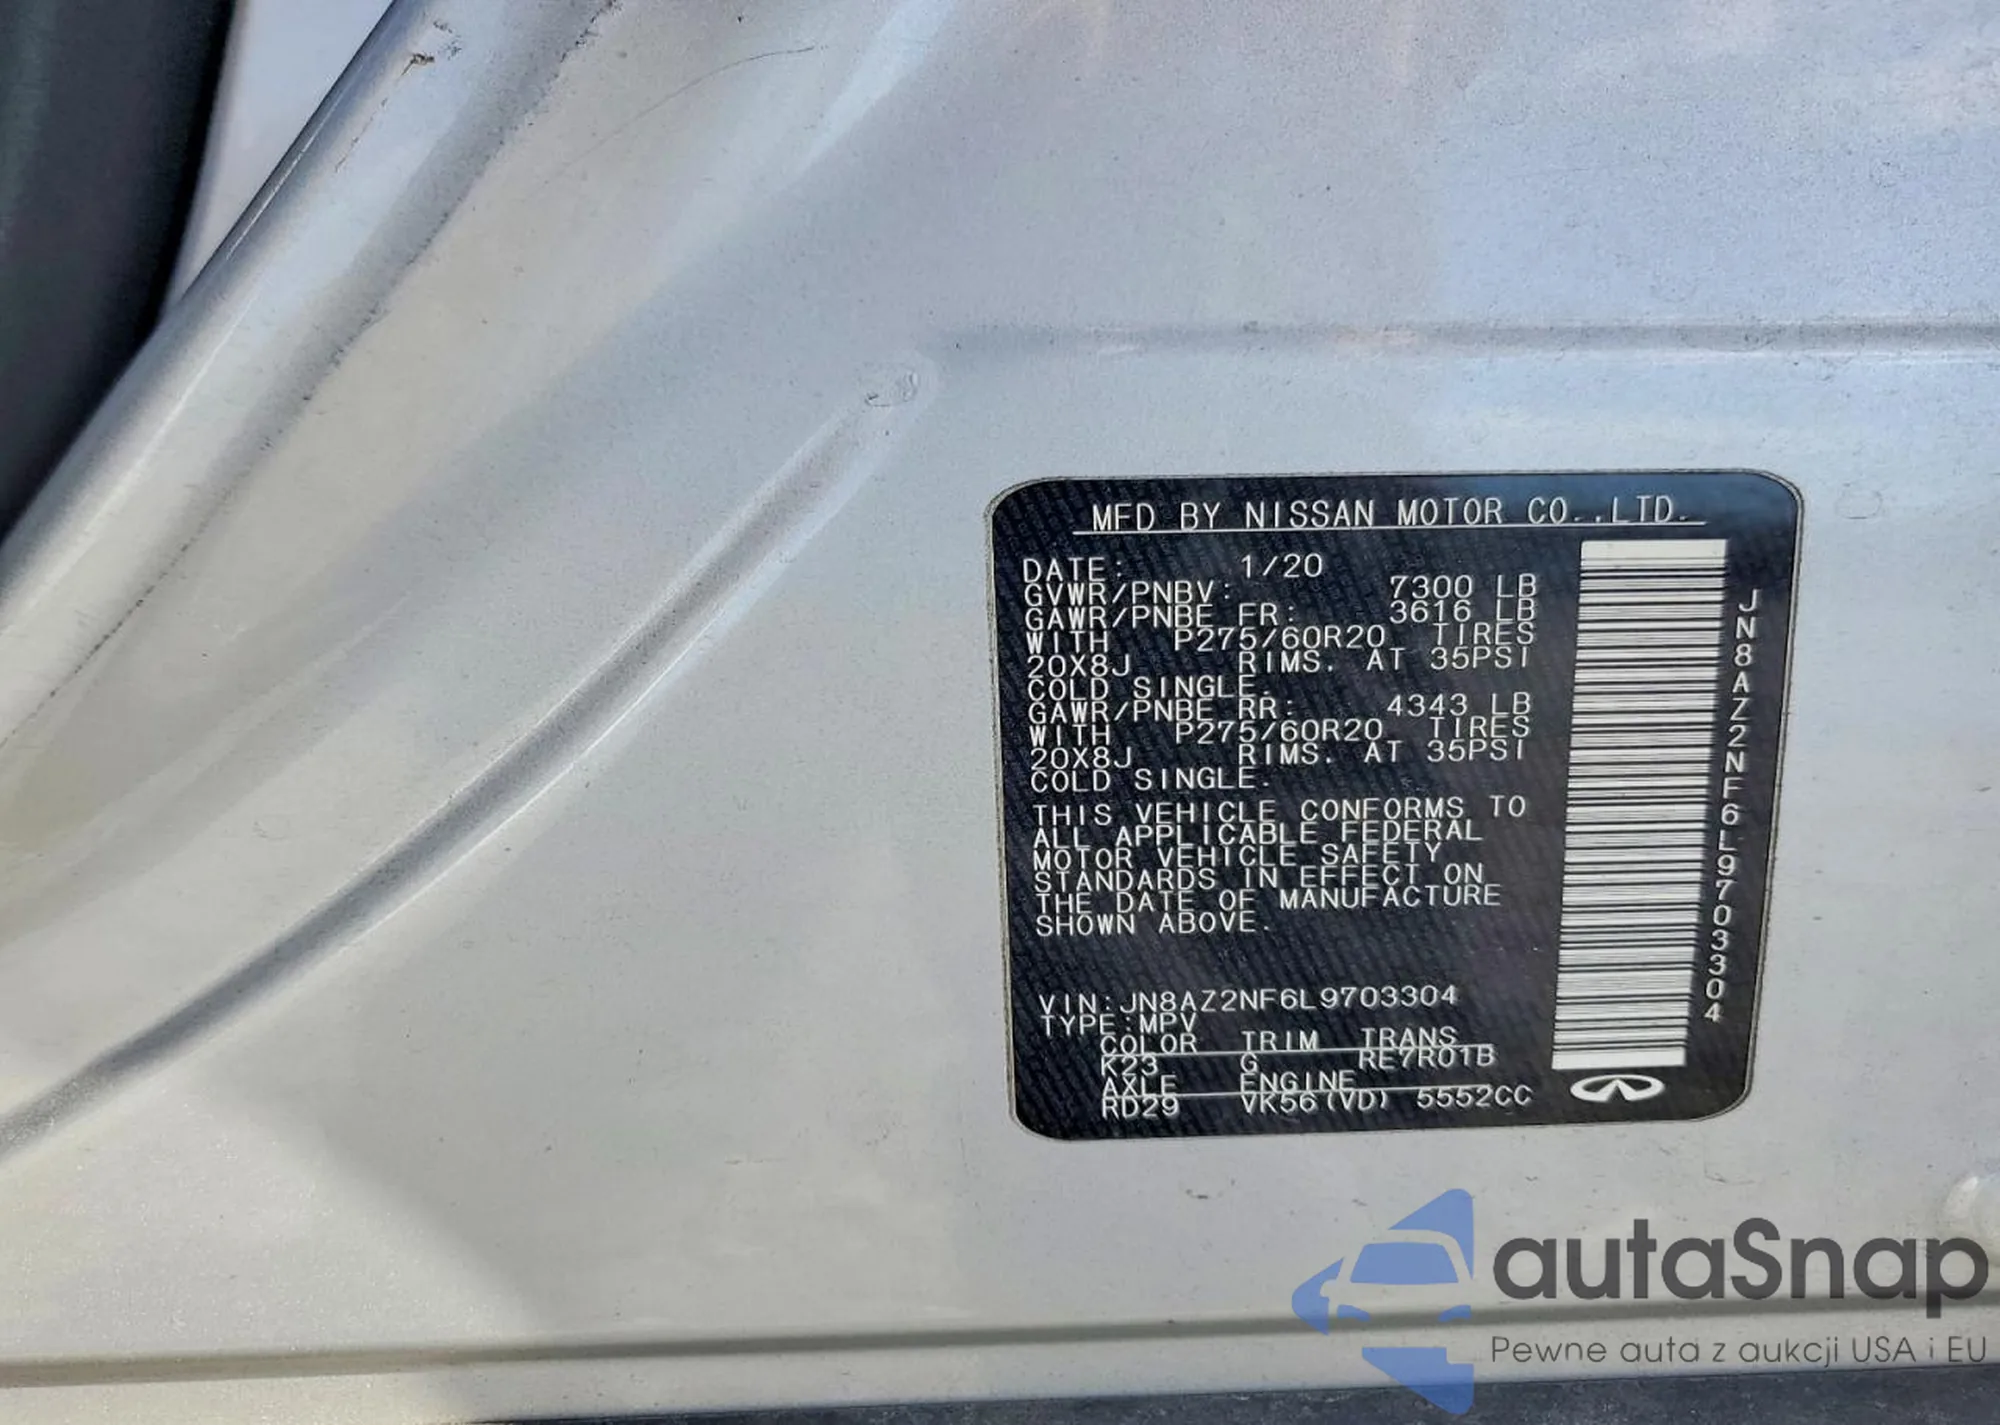 MFD BY NISSAN MOTOR CO.,LTD.
DATE: 1/20
GVWR/PNBV: 7300 LB
GAWR/PNBE FR: 3616 LB
WITH P275/60R20 TIRES
20X8J RIMS. AT 35PSI
COLD SINGLE.
GAWR/PNBE RR: 4343 LB
WITH P275/60R20 TIRES
20X8J RIMS. AT 35PSI
COLD SINGLE.
THIS VEHICLE CONFORMS TO
ALL APPLICABLE FEDERAL
MOTOR VEHICLE SAFETY
STANDARDS IN EFFECT ON
THE DATE OF MANUFACTURE
SHOWN ABOVE.
VIN:JN8AZ2NF6L9703304
TYPE:MPV
COLOR TRIM TRANS
K23 G RE7R01B
AXLE ENGINE
RD29 VK56(VD) 5552CC
JN8AZ2NF6L9703304
autaSnap
Pewne auta z aukcji USA i EU